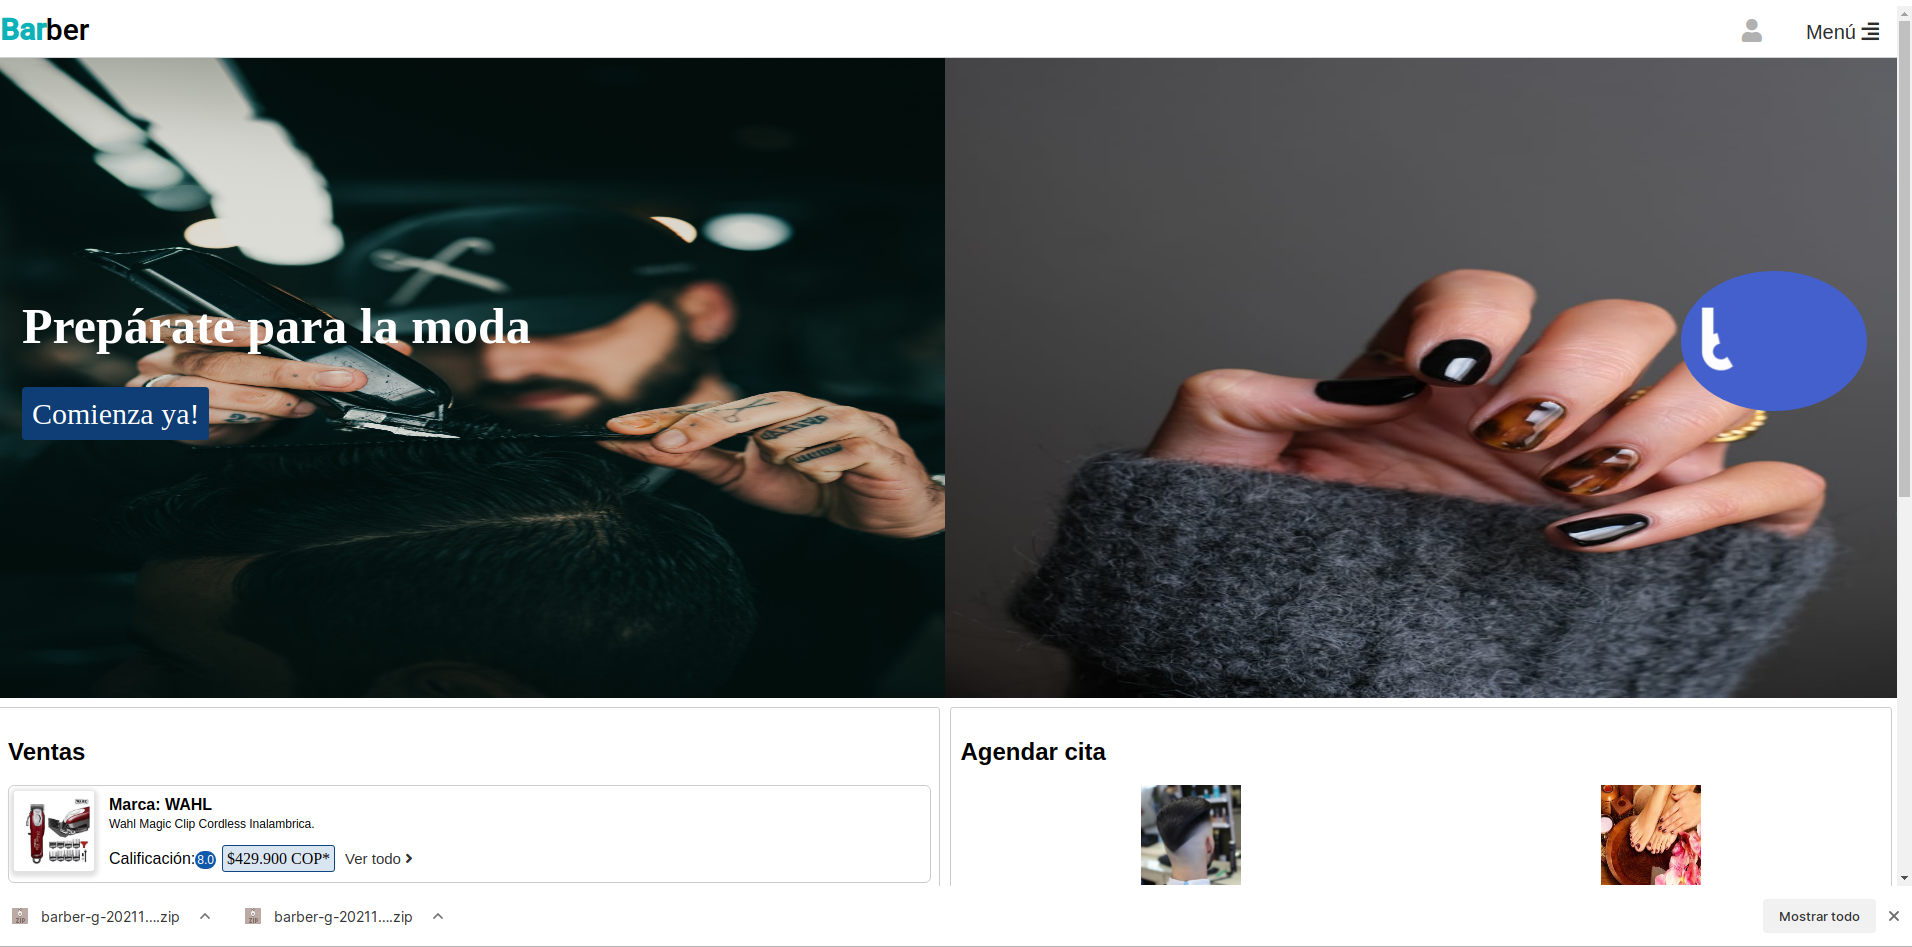 Barber
Menú
Prepárate para la moda
Comienza ya!
t
Ventas
Marca: WAHL
Wahl Magic Clip Cordless Inalambrica.
Calificación: 8.0 $429.900 COP* Ver todo
Agendar cita
barber-g-20211....zip
barber-g-20211....zip
Mostrar todo